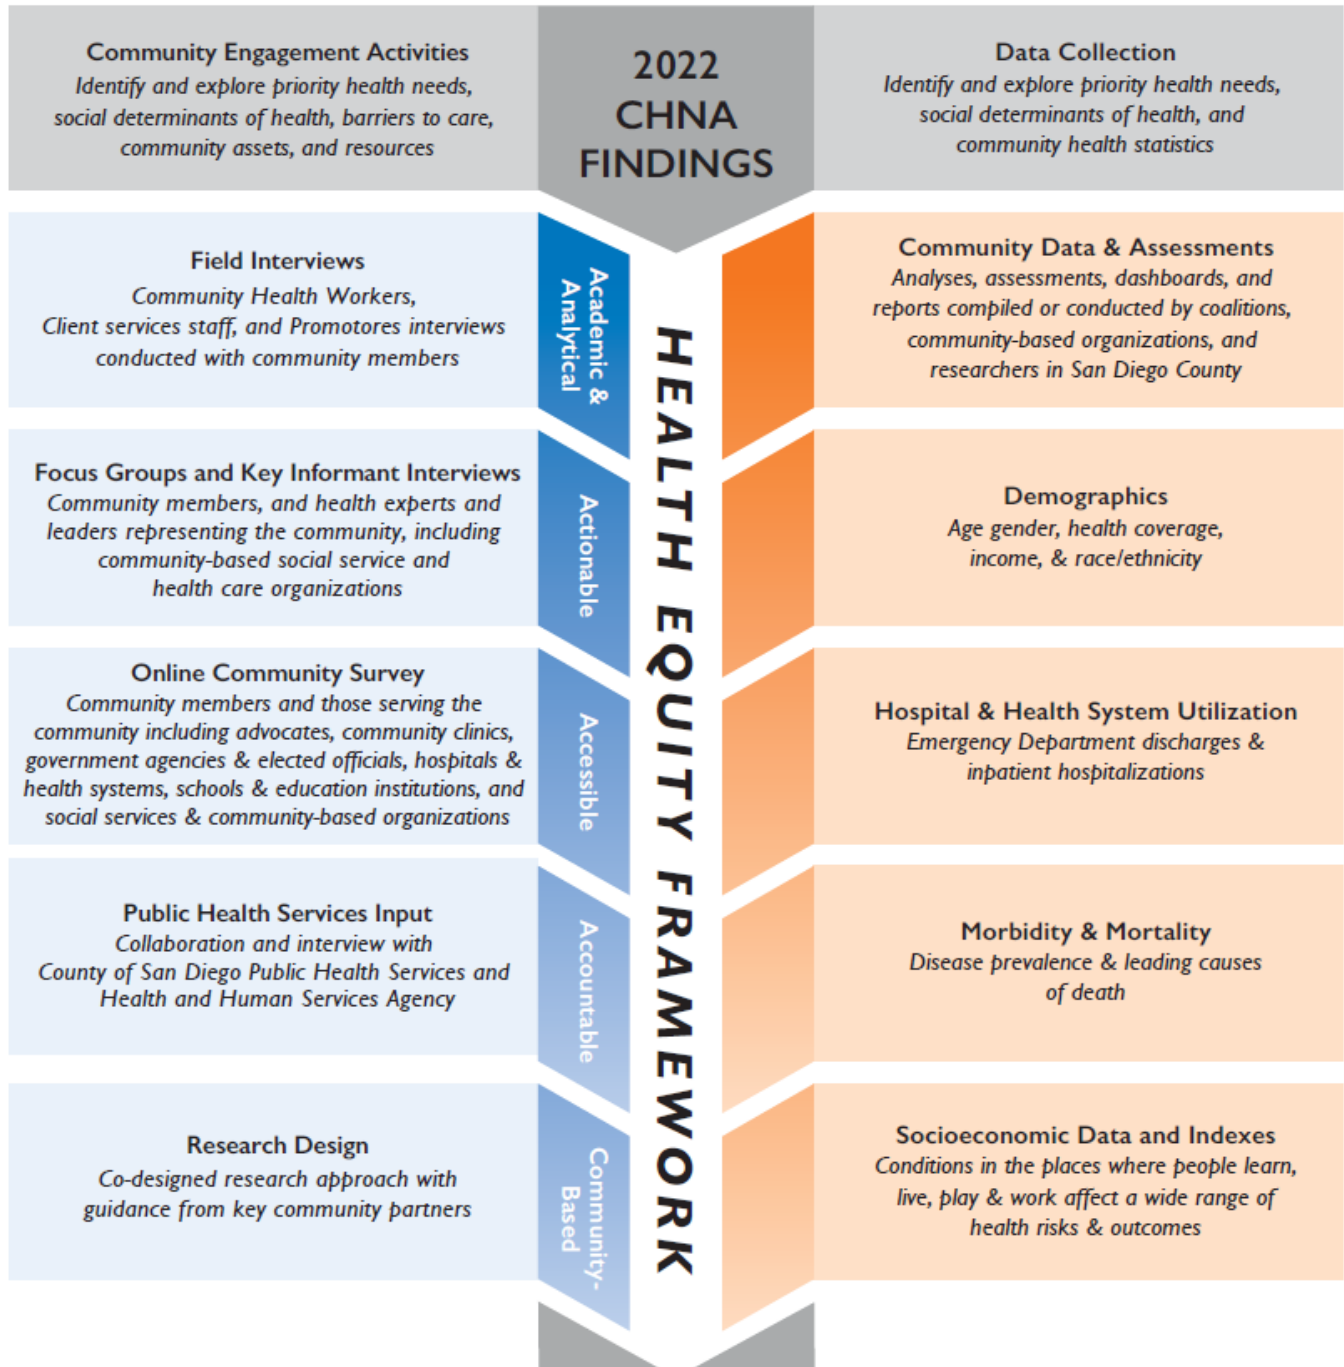 Community Engagement Activities
Identify and explore priority health needs,
social determinants of health, barriers to care,
community assets, and resources
2022
CHNA
FINDINGS
Data Collection
Identify and explore priority health needs,
social determinants of health, and
community health statistics
Field Interviews
Community Health Workers,
Client services staff, and Promotores interviews
conducted with community members
Academic &
Analytical
Community Data & Assessments
Analyses, assessments, dashboards, and
reports compiled or conducted by coalitions,
community-based organizations, and
researchers in San Diego County
HEALTH EQUITY FRAMEWORK
Focus Groups and Key Informant Interviews
Community members, and health experts and
leaders representing the community, including
community-based social service and
health care organizations
Actionable
Demographics
Age gender, health coverage,
income, & race/ethnicity
Online Community Survey
Community members and those serving the
community including advocates, community clinics,
government agencies & elected officials, hospitals &
health systems, schools & education institutions, and
social services & community-based organizations
Accessible
Hospital & Health System Utilization
Emergency Department discharges &
inpatient hospitalizations
Public Health Services Input
Collaboration and interview with
County of San Diego Public Health Services and
Health and Human Services Agency
Accountable
Morbidity & Mortality
Disease prevalence & leading causes
of death
Research Design
Co-designed research approach with
guidance from key community partners
Community-
Based
Socioeconomic Data and Indexes
Conditions in the places where people learn,
live, play & work affect a wide range of
health risks & outcomes